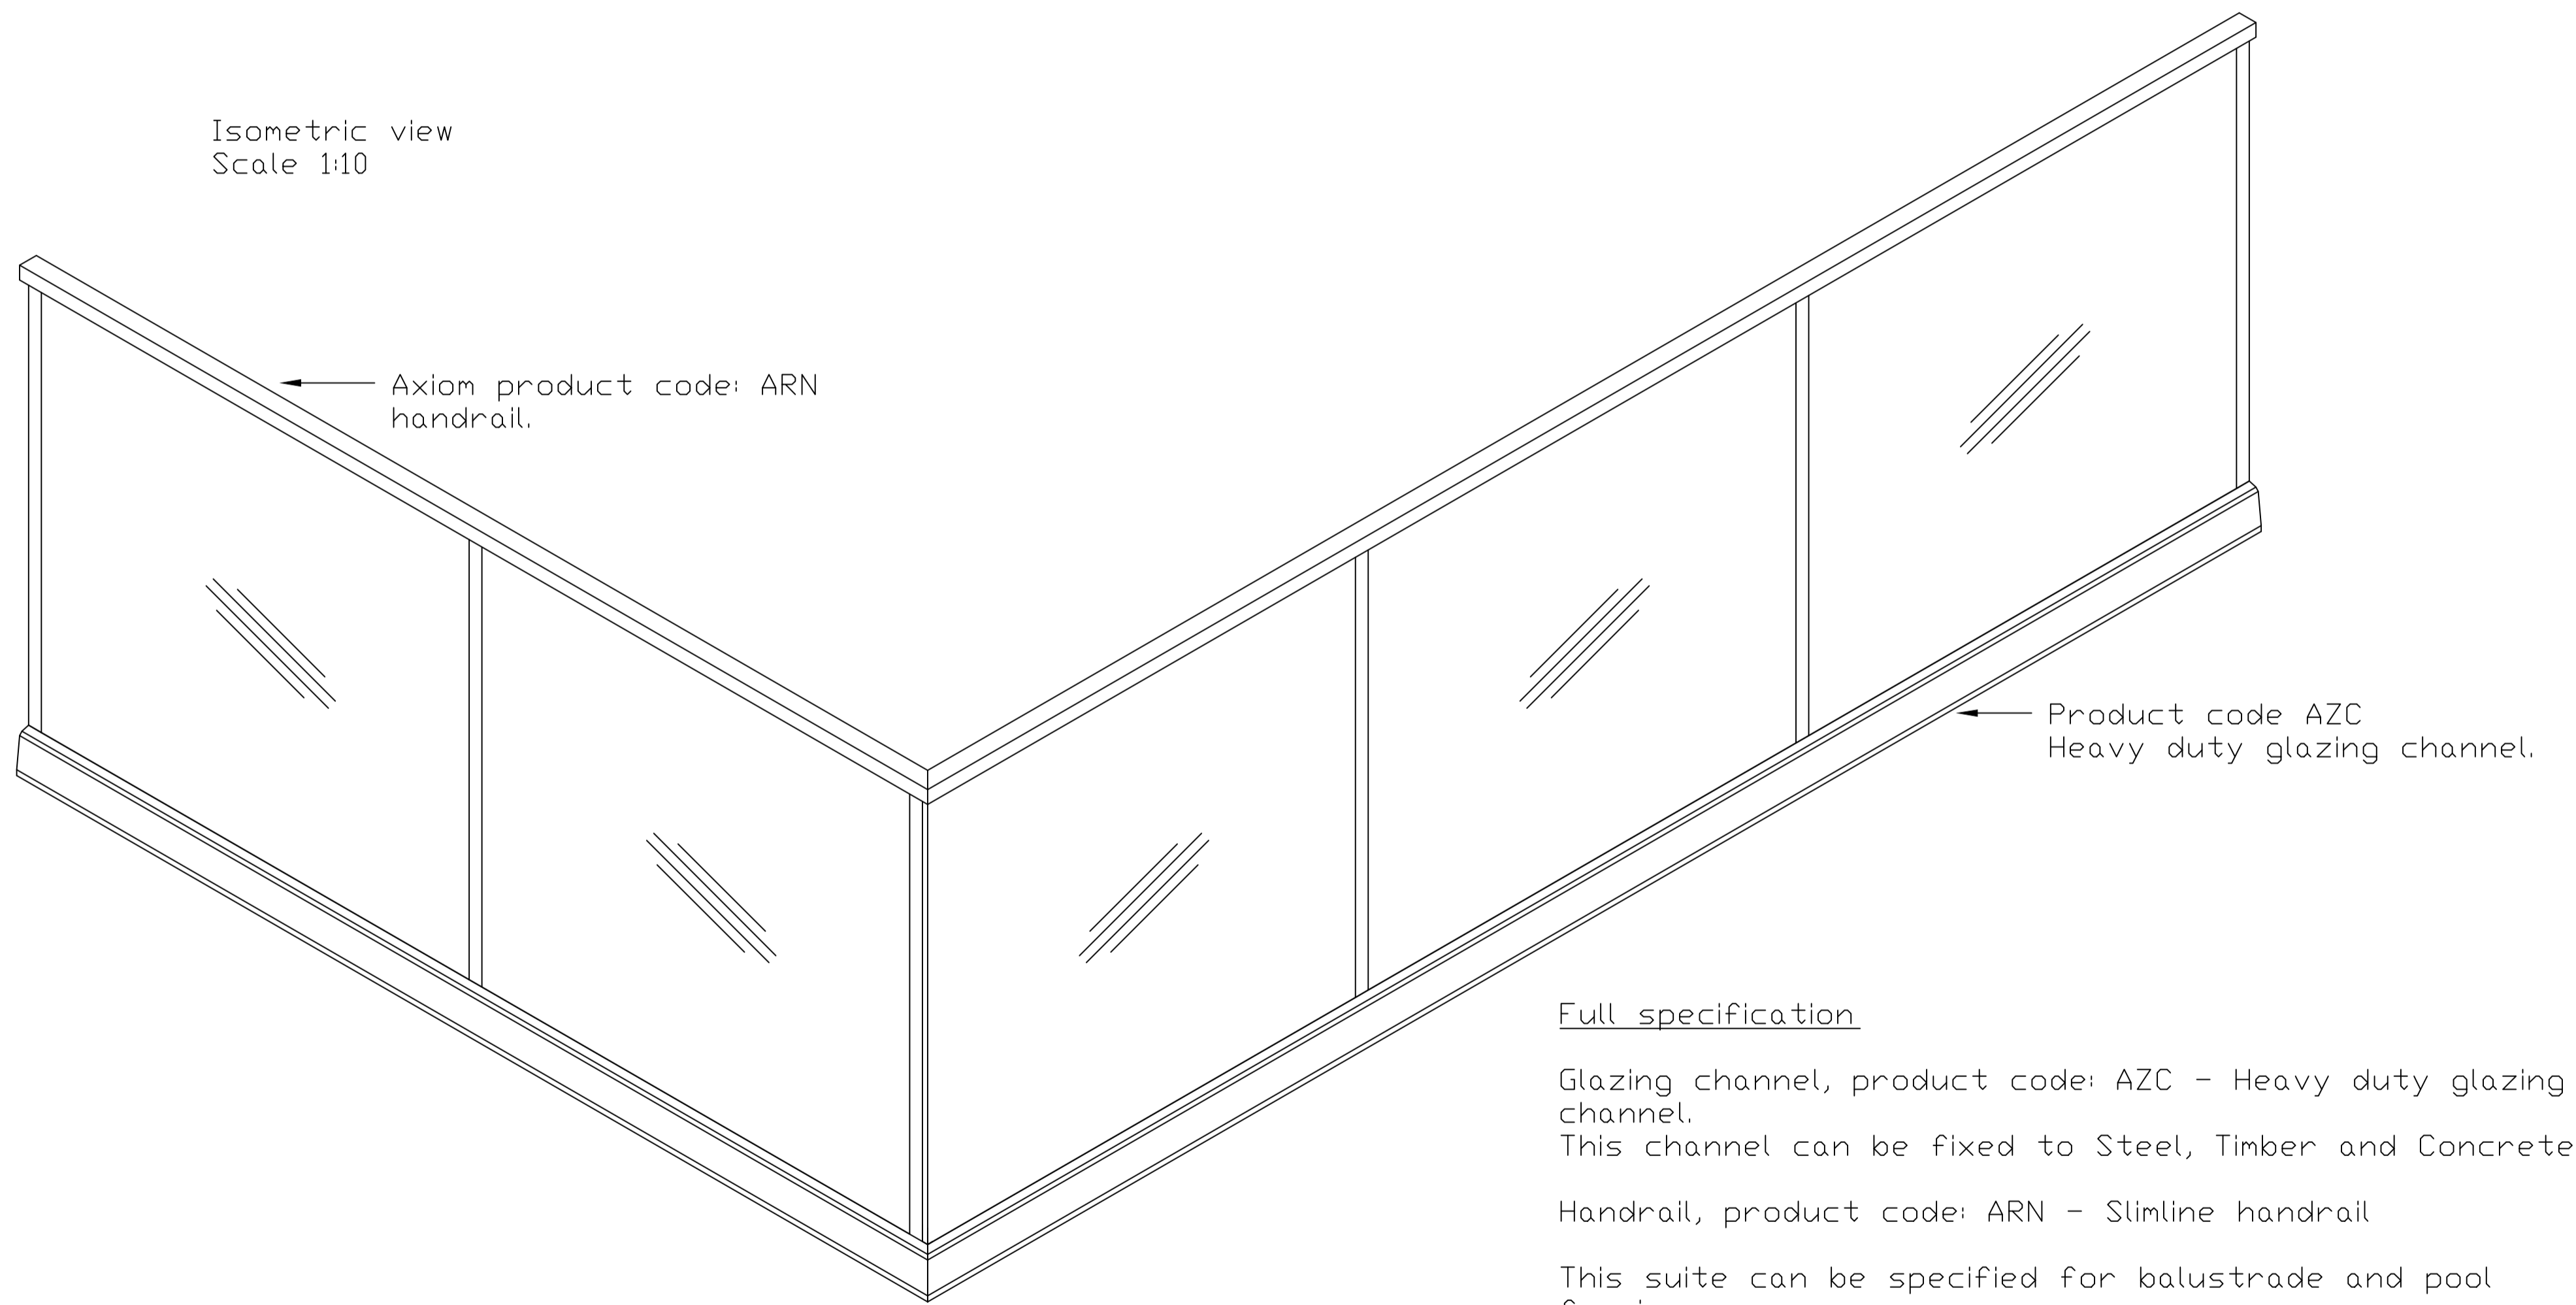 Isometric view
Scale 1:10
Axiom product code: ARN
handrail.
Product code AZC
Heavy duty glazing channel.
Full specification
Glazing channel, product code: AZC - Heavy duty glazing
channel.
This channel can be fixed to Steel, Timber and Concrete
Handrail, product code: ARN - Slimline handrail
This suite can be specified for balustrade and pool